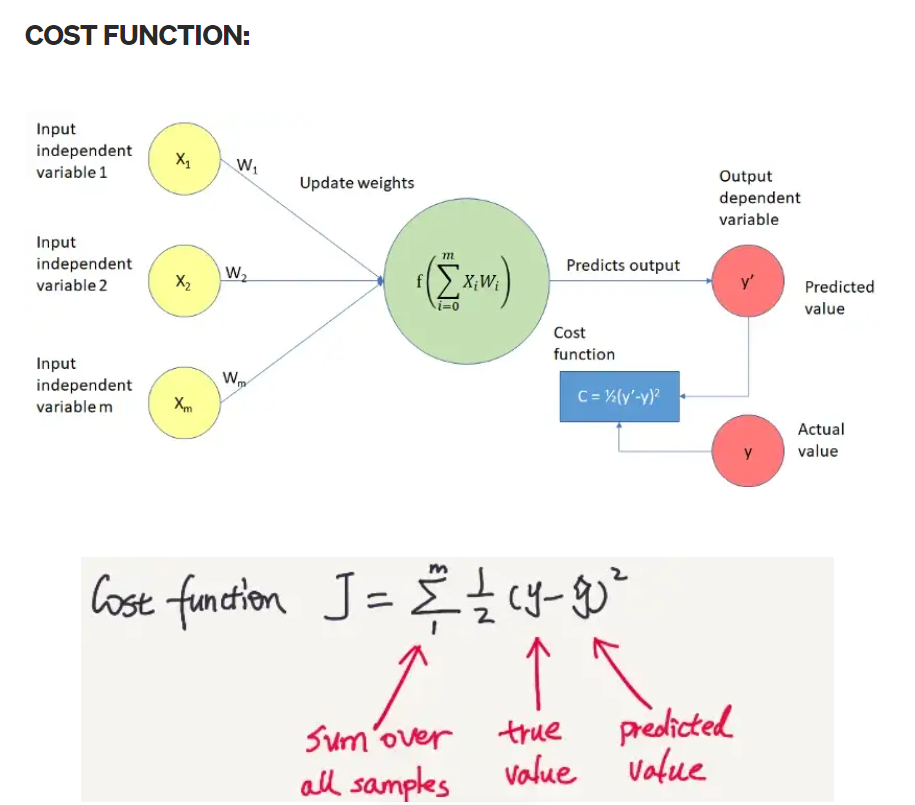 COST FUNCTION:
Input
independent
variable 1
X₁
W₁
Update weights
Input
independent
variable 2
X₂
W₂
Input
independent
variable m
Xₘ
Wₘ
m
f(∑XᵢWᵢ)
i=0
Predicts output
Output
dependent
variable
y'
Predicted
value
Cost
function
C = ½(y'-y)²
y
Actual
value
m
Cost function J = ∑ 1/2 (y-ŷ)²
1
sum over
all samples
true
value
predicted
value